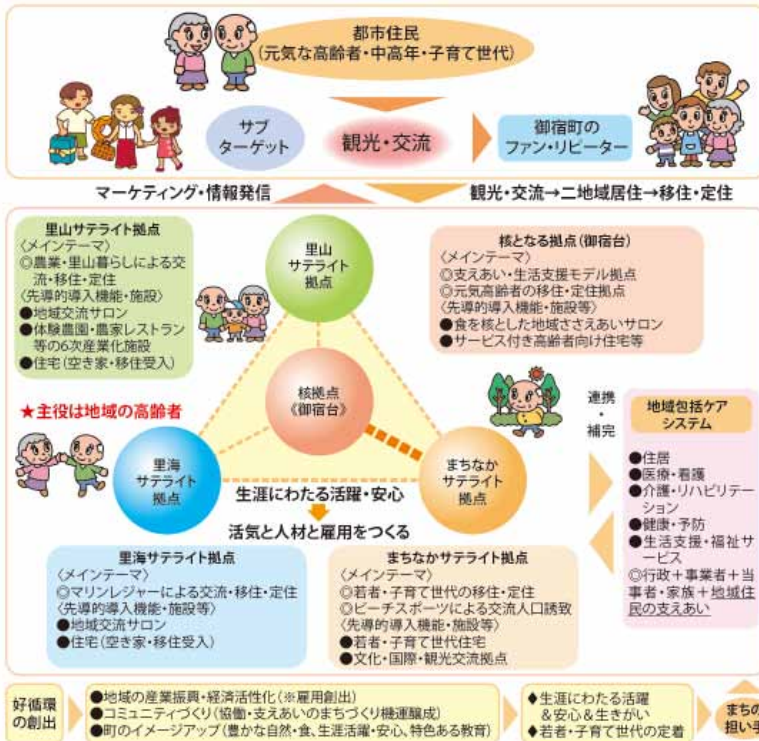 都市住民
(元気な高齢者・中高年・子育て世代)
サブ
ターゲット
観光・交流
御宿町の
ファン・リピーター
マーケティング・情報発信
観光・交流→二地域居住→移住・定住
里山サテライト拠点
〈メインテーマ〉
◎農業・里山暮らしによる交
流・移住・定住
〈先導的導入機能・施設〉
●地域交流サロン
●体験農園・農家レストラン
等の6次産業化施設
●住宅(空き家・移住受入)
里山
サテライト
拠点
核となる拠点(御宿台)
〈メインテーマ〉
◎支えあい・生活支援モデル拠点
◎元気高齢者の移住・定住拠点
〈先導的導入機能・施設等〉
●食を核とした地域ささえあいサロン
●サービス付き高齢者向け住宅等
★主役は地域の高齢者
核拠点
《御宿台》
里海
サテライト
拠点
まちなか
サテライト
拠点
生涯にわたる活躍・安心
活気と人材と雇用をつくる
連携
・
補完
地域包括ケア
システム
●住居
●医療・看護
●介護・リハビリテー
ション
●健康・予防
●生活支援・福祉サ
ービス
◎行政+事業者+当
事者・家族+地域住
民の支えあい
里海サテライト拠点
〈メインテーマ〉
◎マリンレジャーによる交流・移住・定住
〈先導的導入機能・施設等〉
●地域交流サロン
●住宅(空き家・移住受入)
まちなかサテライト拠点
〈メインテーマ〉
◎若者・子育て世代の移住・定住
◎ビーチスポーツによる交流人口誘致
〈先導的導入機能・施設等〉
●若者・子育て世代住宅
●文化・国際・観光交流拠点
好循環
の創出
●地域の産業振興・経済活性化(※雇用創出)
●コミュニティづくり(協働・支えあいのまちづくり機運醸成)
●町のイメージアップ(豊かな自然・食、生涯活躍・安心、特色ある教育)
♦生涯にわたる活躍
&安心&生きがい
♦若者・子育て世代の定着
まちの
担い手